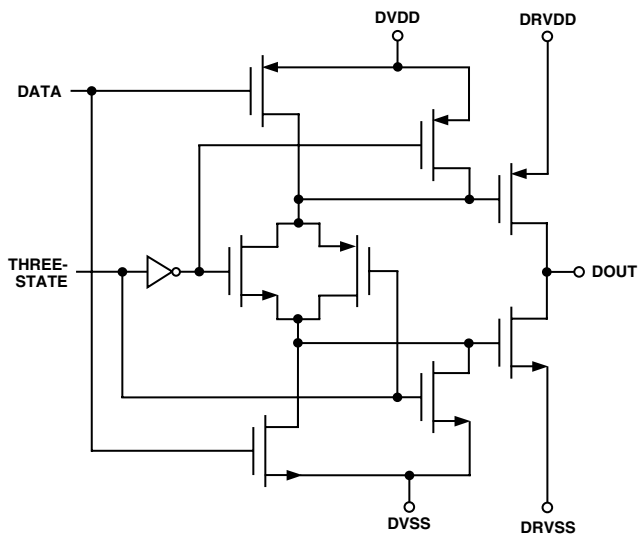 DVDD
DRVDD
DATA
THREE-
STATE
DOUT
DVSS
DRVSS